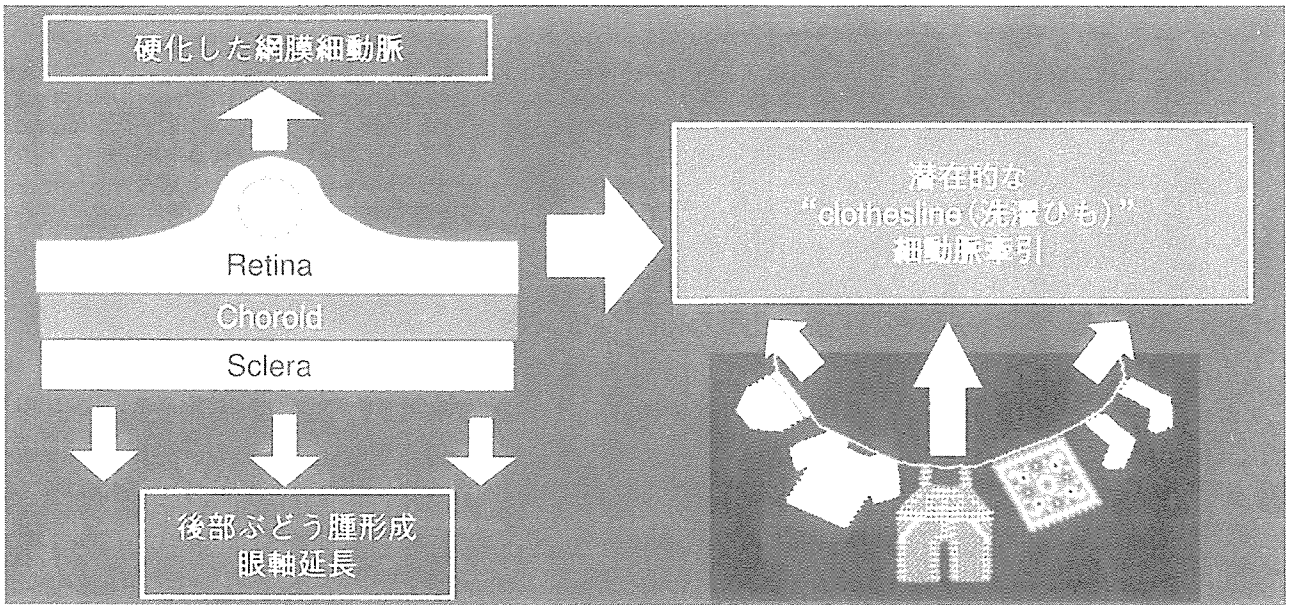 硬化した網膜細動脈
Retina
Choroid
Sclera
後部ぶどう腫形成
眼軸延長
潜在的な
“clothesline(洗濯ひも)”
細動脈牽引